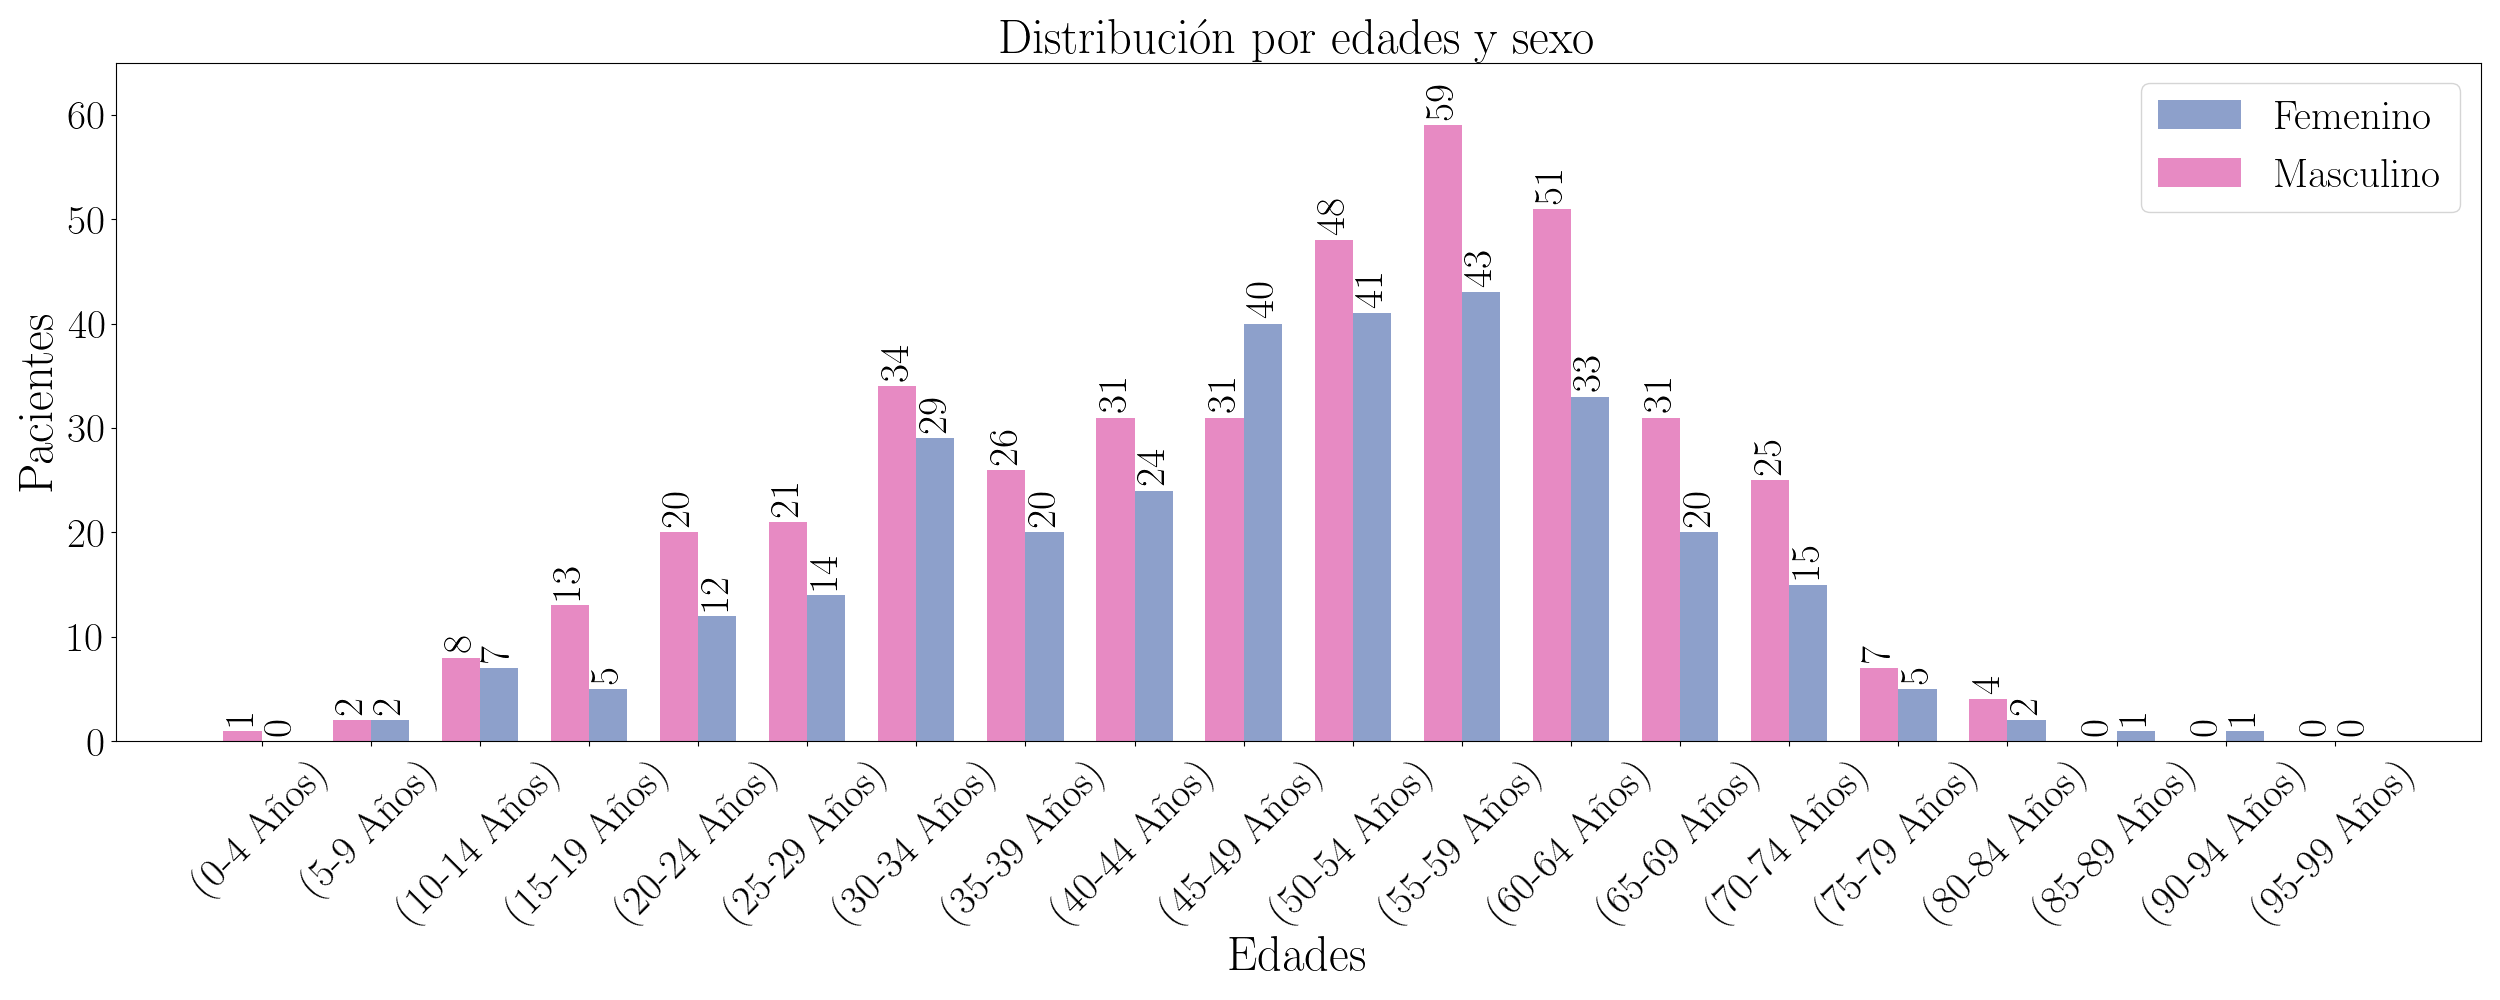 Distribución por edades y sexo
Femenino
Masculino
Pacientes
60
50
40
30
20
10
0
1 0
2 2
8 7
13 5
20 12
21 14
34 29
26 20
31 24
31 40
48 41
59 43
51 33
31 20
25 15
7 5
4 2
0 1
0 1
0 0
(0-4 Años)
(5-9 Años)
(10-14 Años)
(15-19 Años)
(20-24 Años)
(25-29 Años)
(30-34 Años)
(35-39 Años)
(40-44 Años)
(45-49 Años)
(50-54 Años)
(55-59 Años)
(60-64 Años)
(65-69 Años)
(70-74 Años)
(75-79 Años)
(80-84 Años)
(85-89 Años)
(90-94 Años)
(95-99 Años)
Edades